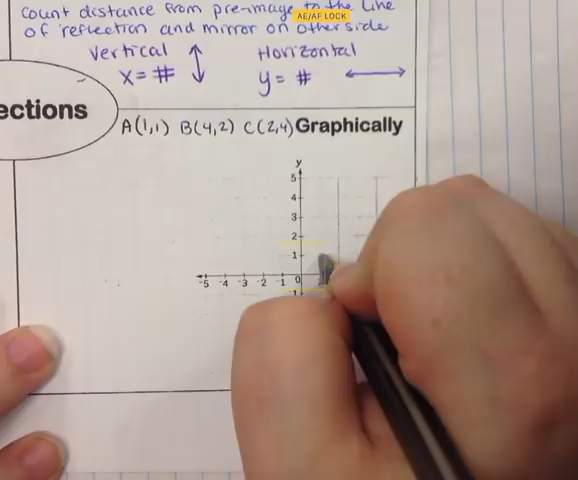 Count distance from pre-image to the line
AE/AF LOCK
of reflection and mirror on other side
Vertical Horizontal
x = # y = #
ections
A(1,1) B(4,2) C(2,4) Graphically
y
5
4
3
2
1
-5 -4 -3 -2 -1 0